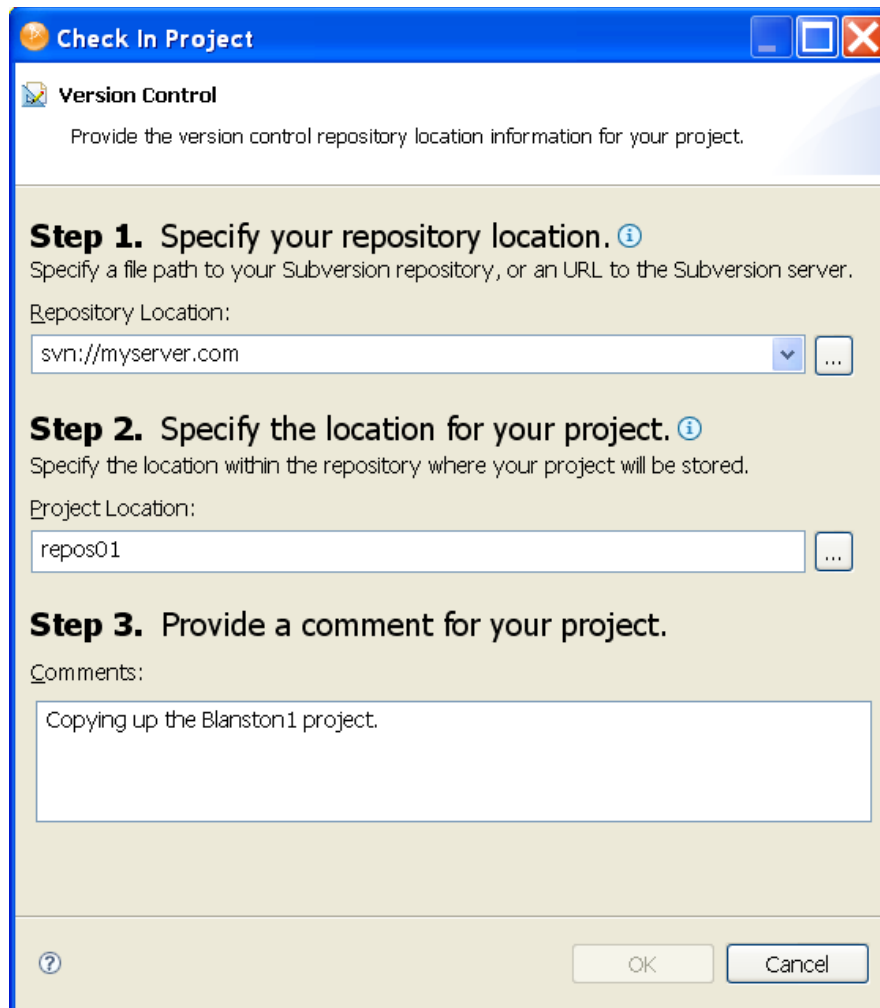 Check In Project
Version Control
Provide the version control repository location information for your project.
Step 1. Specify your repository location.
Specify a file path to your Subversion repository, or an URL to the Subversion server.
Repository Location:
svn://myserver.com
...
Step 2. Specify the location for your project.
Specify the location within the repository where your project will be stored.
Project Location:
repos01
...
Step 3. Provide a comment for your project.
Comments:
Copying up the Blanston1 project.
OK Cancel